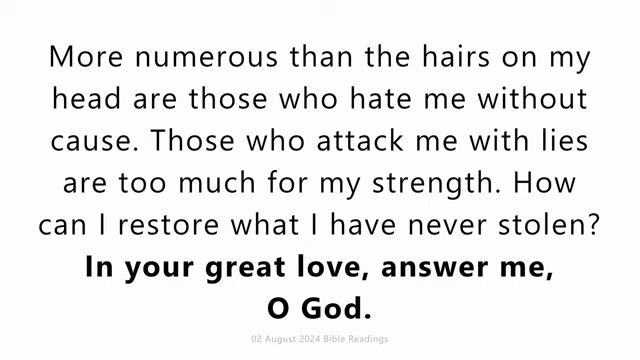 More numerous than the hairs on my
head are those who hate me without
cause. Those who attack me with lies
are too much for my strength. How
can I restore what I have never stolen?
In your great love, answer me,
O God.
02 August 2024 Bible Readings